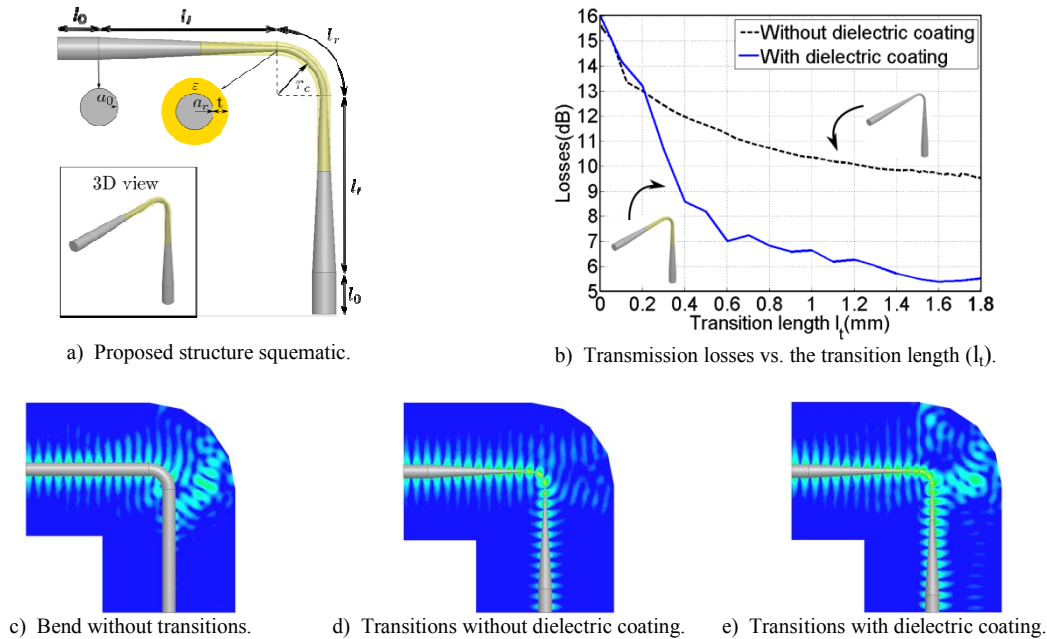 l₀ lₜ l_r
a₀ ε a_r t r_c
3D view
lₜ
l₀
a) Proposed structure squematic.
16
15
14
13
12
11
10
9
8
7
6
5
Losses(dB)
Without dielectric coating
With dielectric coating
0 0.2 0.4 0.6 0.8 1 1.2 1.4 1.6 1.8
Transition length lₜ(mm)
b) Transmission losses vs. the transition length (lₜ).
c) Bend without transitions.
d) Transitions without dielectric coating.
e) Transitions with dielectric coating.